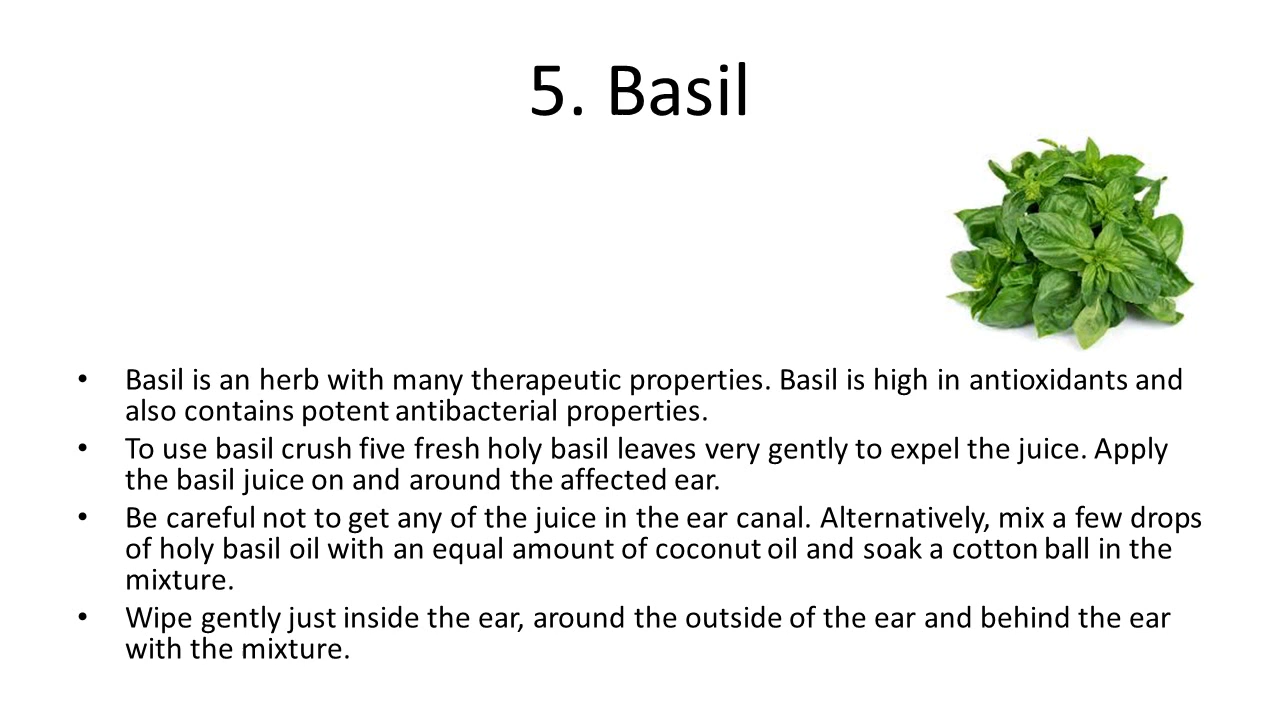 5. Basil
• Basil is an herb with many therapeutic properties. Basil is high in antioxidants and
also contains potent antibacterial properties.
• To use basil crush five fresh holy basil leaves very gently to expel the juice. Apply
the basil juice on and around the affected ear.
• Be careful not to get any of the juice in the ear canal. Alternatively, mix a few drops
of holy basil oil with an equal amount of coconut oil and soak a cotton ball in the
mixture.
• Wipe gently just inside the ear, around the outside of the ear and behind the ear
with the mixture.